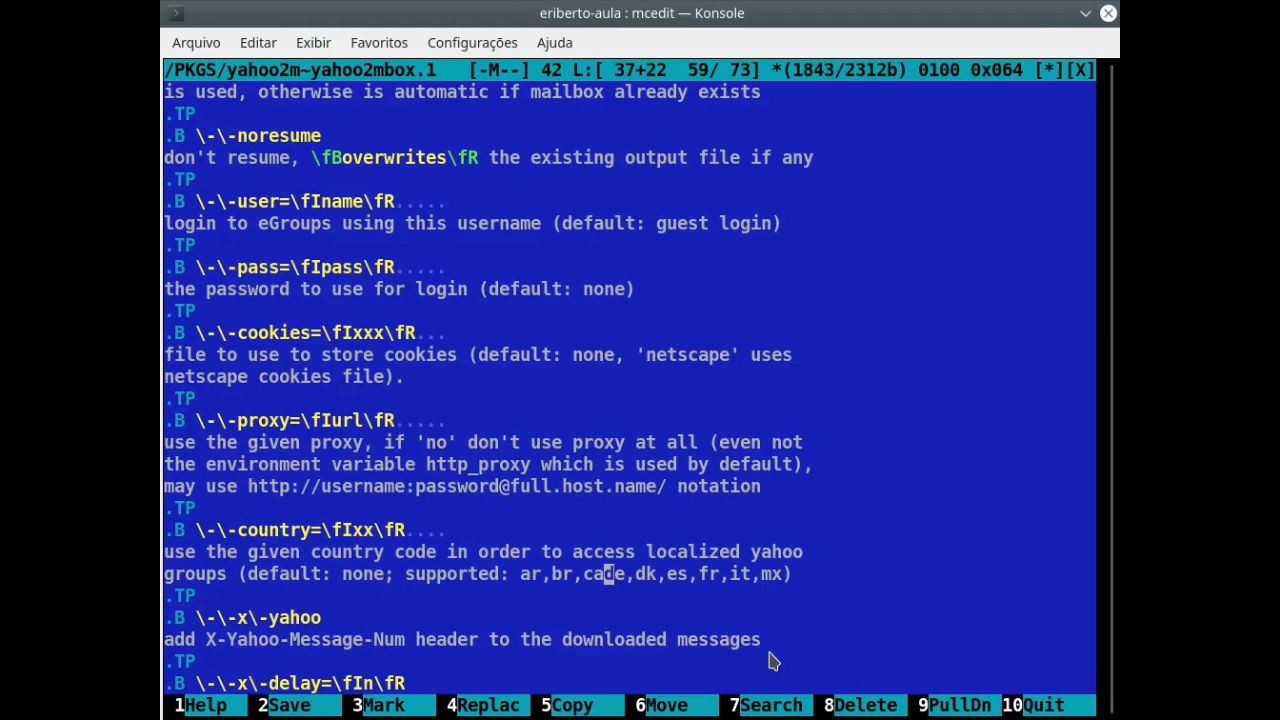 eriberto-aula : mcedit — Konsole
Arquivo Editar Exibir Favoritos Configurações Ajuda
/PKGS/yahoo2m~yahoo2mbox.1 [-M--] 42 L:[ 37+22 59/ 73] *(1843/2312b) 0100 0x064 [*][X]
is used, otherwise is automatic if mailbox already exists
.TP
.B \-\-noresume
don't resume, \fBoverwrites\fR the existing output file if any
.TP
.B \-\-user=\fIname\fR.....
login to eGroups using this username (default: guest login)
.TP
.B \-\-pass=\fIpass\fR.....
the password to use for login (default: none)
.TP
.B \-\-cookies=\fIxxx\fR...
file to use to store cookies (default: none, 'netscape' uses
netscape cookies file).
.TP
.B \-\-proxy=\fIurl\fR.....
use the given proxy, if 'no' don't use proxy at all (even not
the environment variable http_proxy which is used by default),
may use http://username:password@full.host.name/ notation
.TP
.B \-\-country=\fIxx\fR....
use the given country code in order to access localized yahoo
groups (default: none; supported: ar,br,cade,dk,es,fr,it,mx)
.TP
.B \-\-x\-yahoo
add X-Yahoo-Message-Num header to the downloaded messages
.TP
.B \-\-x\-delay=\fIn\fR
1Help 2Save 3Mark 4Replac 5Copy 6Move 7Search 8Delete 9PullDn 10Quit